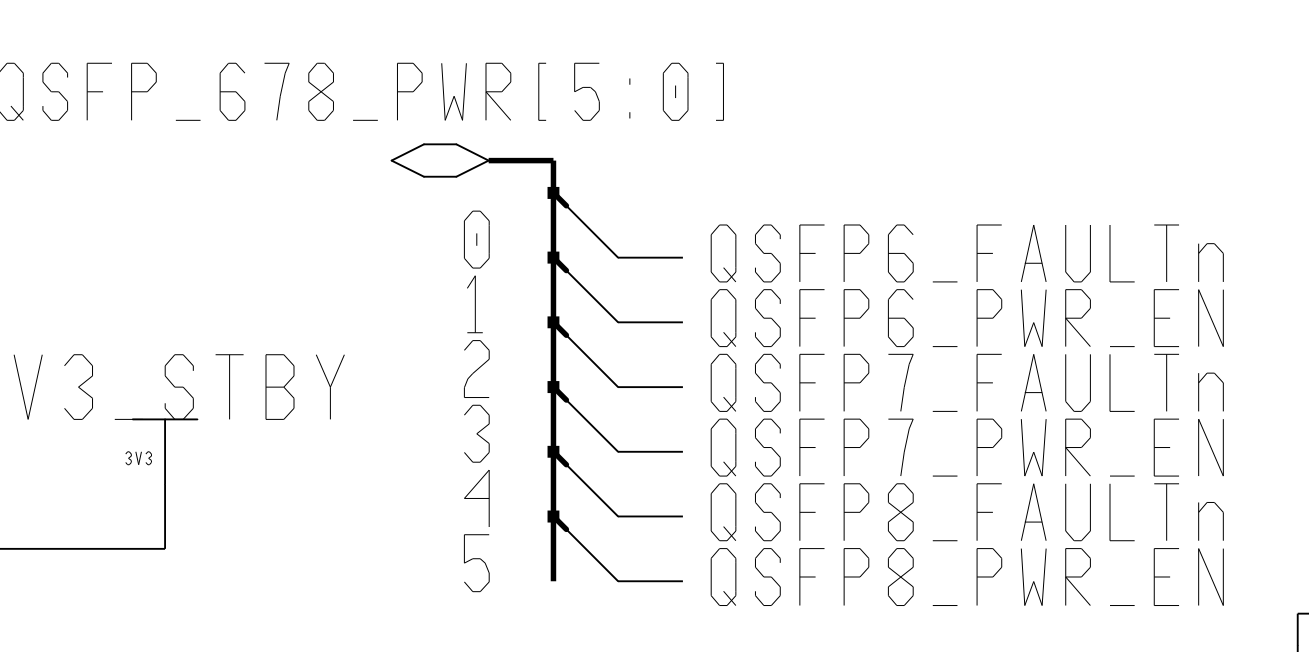 QSFP_678_PWR[5:0]
0 QSFP6_FAULTn
1 QSFP6_PWR_EN
2 QSFP7_FAULTn
V3_STBY
3 QSFP7_PWR_EN
3V3
4 QSFP8_FAULTn
5 QSFP8_PWR_EN